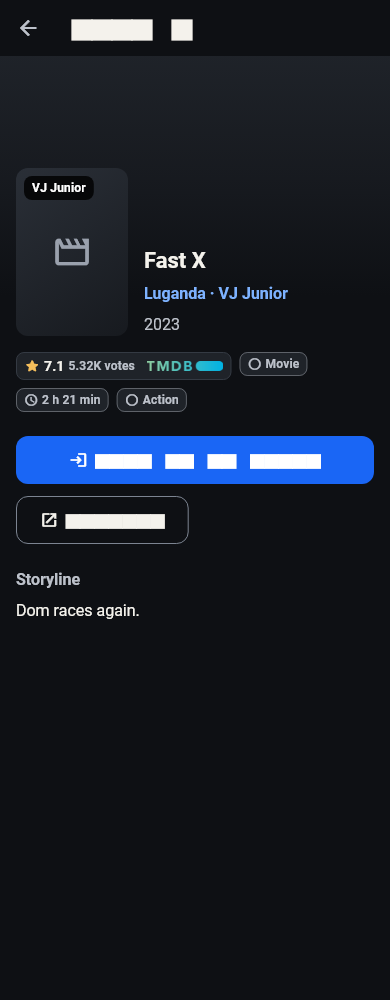 VJ Junior
Fast X
Luganda · VJ Junior
2023
7.1 5.32K votes TMDB
Movie
2 h 21 min
Action
Storyline
Dom races again.